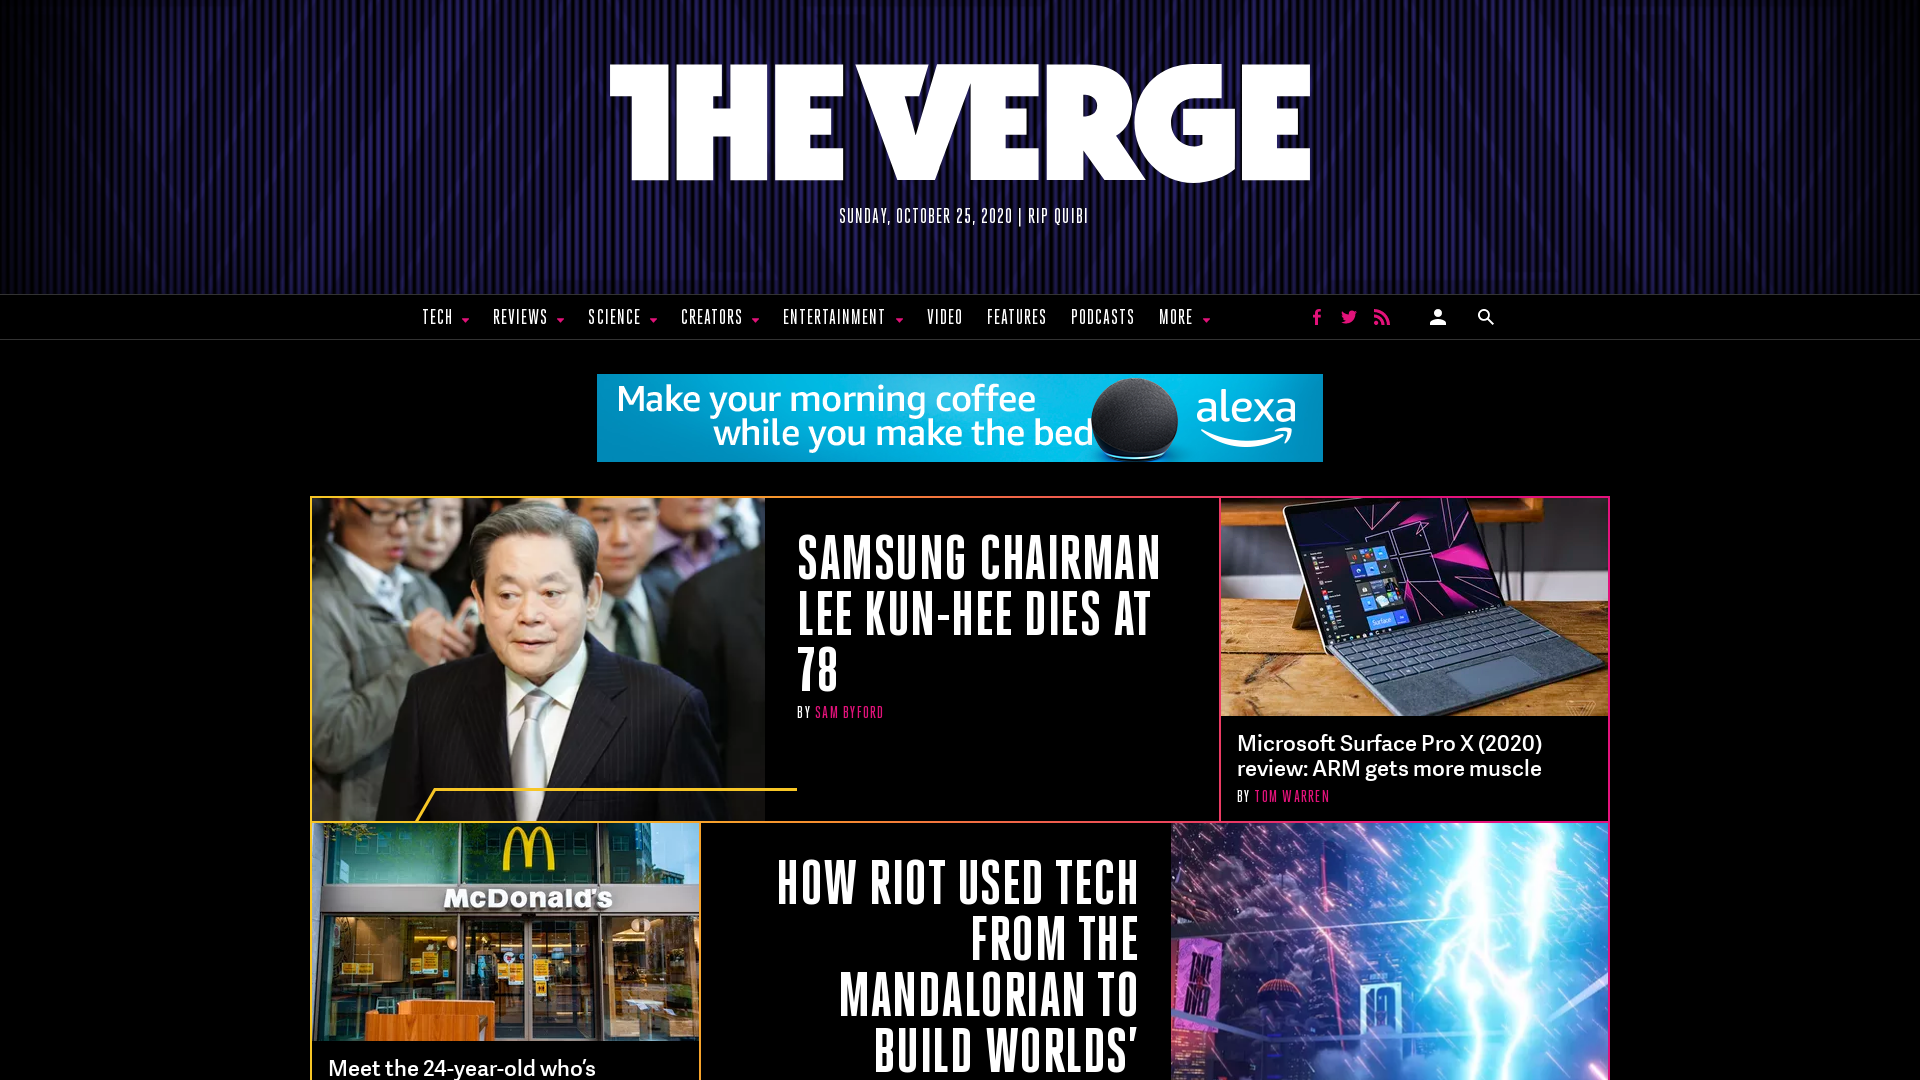 THE VERGE
SUNDAY, OCTOBER 25, 2020 | RIP QUIBI
TECH REVIEWS SCIENCE CREATORS ENTERTAINMENT VIDEO FEATURES PODCASTS MORE
Make your morning coffee
while you make the bed
alexa
SAMSUNG CHAIRMAN
LEE KUN-HEE DIES AT
78
BY SAM BYFORD
Surface
Microsoft Surface Pro X (2020)
review: ARM gets more muscle
BY TOM WARREN
McDonald's
Meet the 24-year-old who’s
HOW RIOT USED TECH
FROM THE
MANDALORIAN TO
BUILD WORLDS’
TAKE
OVER